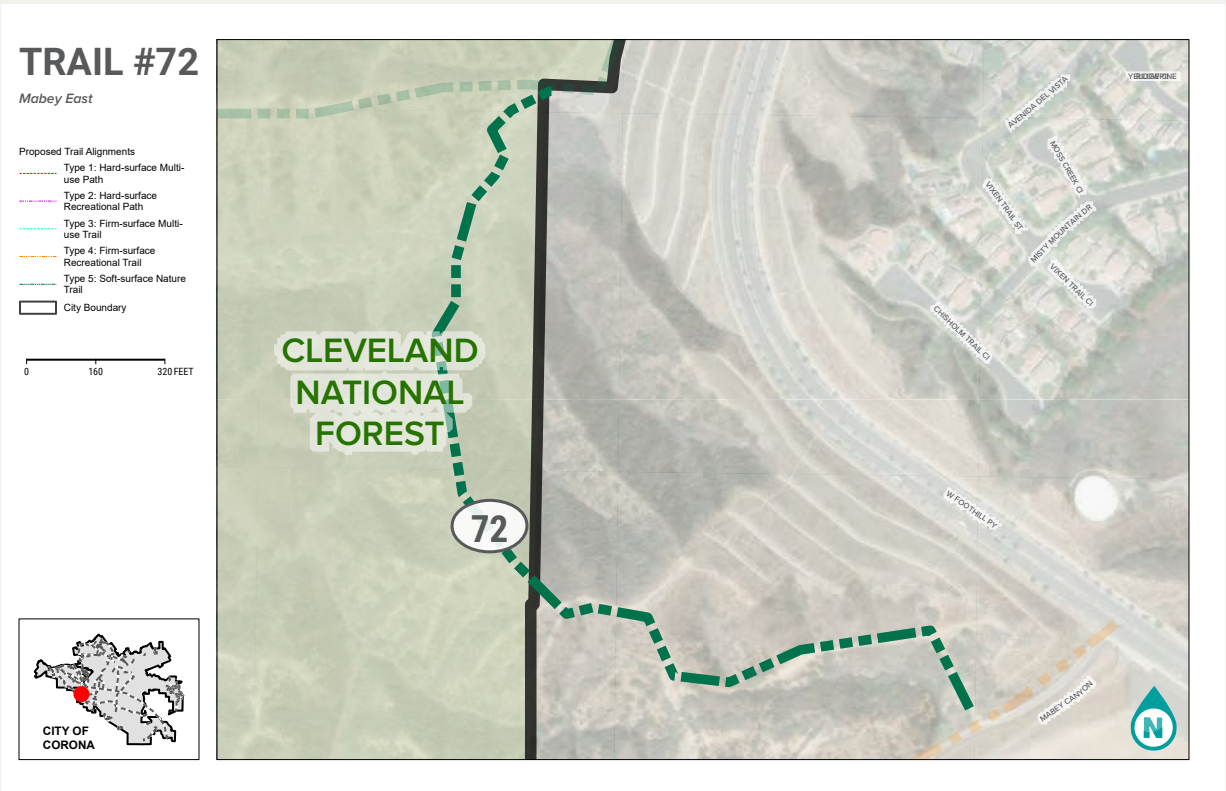 TRAIL #72
Mabey East
Proposed Trail Alignments
Type 1: Hard-surface Multi-
use Path
Type 2: Hard-surface
Recreational Path
Type 3: Firm-surface Multi-
use Trail
Type 4: Firm-surface
Recreational Trail
Type 5: Soft-surface Nature
Trail
City Boundary
0 160 320 FEET
CITY OF
CORONA
CLEVELAND
NATIONAL
FOREST
72
AVENIDA DEL VISTA
MOSS CREEK CI
VIXEN TRAIL ST
MISTY MOUNTAIN DR
VIXEN TRAIL CI
CHISHOLM TRAIL CI
W FOOTHILL PY
MABEY CANYON
N